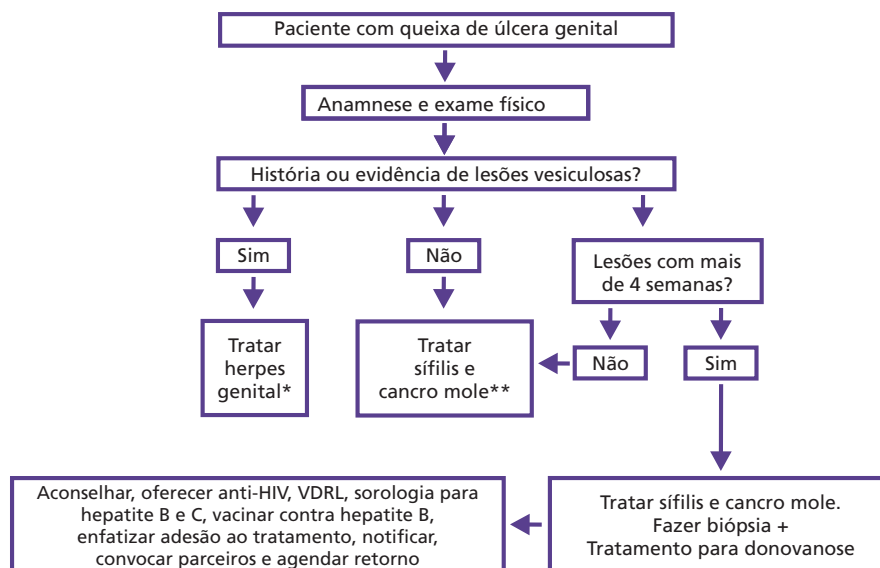 Paciente com queixa de úlcera genital
Anamnese e exame físico
História ou evidência de lesões vesiculosas?
Sim
Não
Lesões com mais
de 4 semanas?
Tratar
herpes
genital*
Tratar
sífilis e
cancro mole**
Não
Sim
Aconselhar, oferecer anti-HIV, VDRL, sorologia para
hepatite B e C, vacinar contra hepatite B,
enfatizar adesão ao tratamento, notificar,
convocar parceiros e agendar retorno
Tratar sífilis e cancro mole.
Fazer biópsia +
Tratamento para donovanose